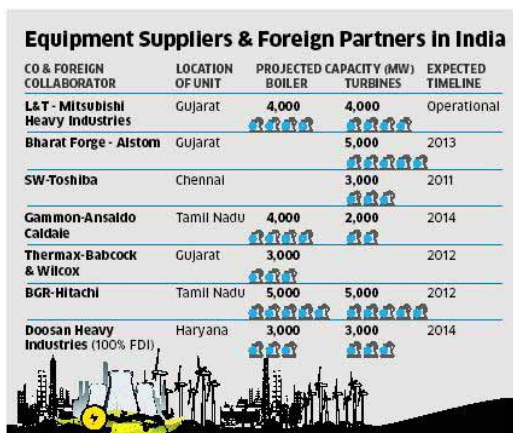 Equipment Suppliers & Foreign Partners in India
CO & FOREIGN COLLABORATOR LOCATION OF UNIT PROJECTED CAPACITY (MW) BOILER TURBINES EXPECTED TIMELINE
L&T - Mitsubishi Gujarat 4,000 4,000 Operational
Heavy Industries
Bharat Forge - Alstom Gujarat 5,000 2013
SW-Toshiba Chennai 3,000 2011
Gammon-Ansaldo Tamil Nadu 4,000 2,000 2014
Caldaie
Thermax-Babcock Gujarat 3,000 2012
& Wilcox
BGR-Hitachi Tamil Nadu 5,000 5,000 2012
Doosan Heavy Haryana 3,000 3,000 2014
Industries (100% FDI)